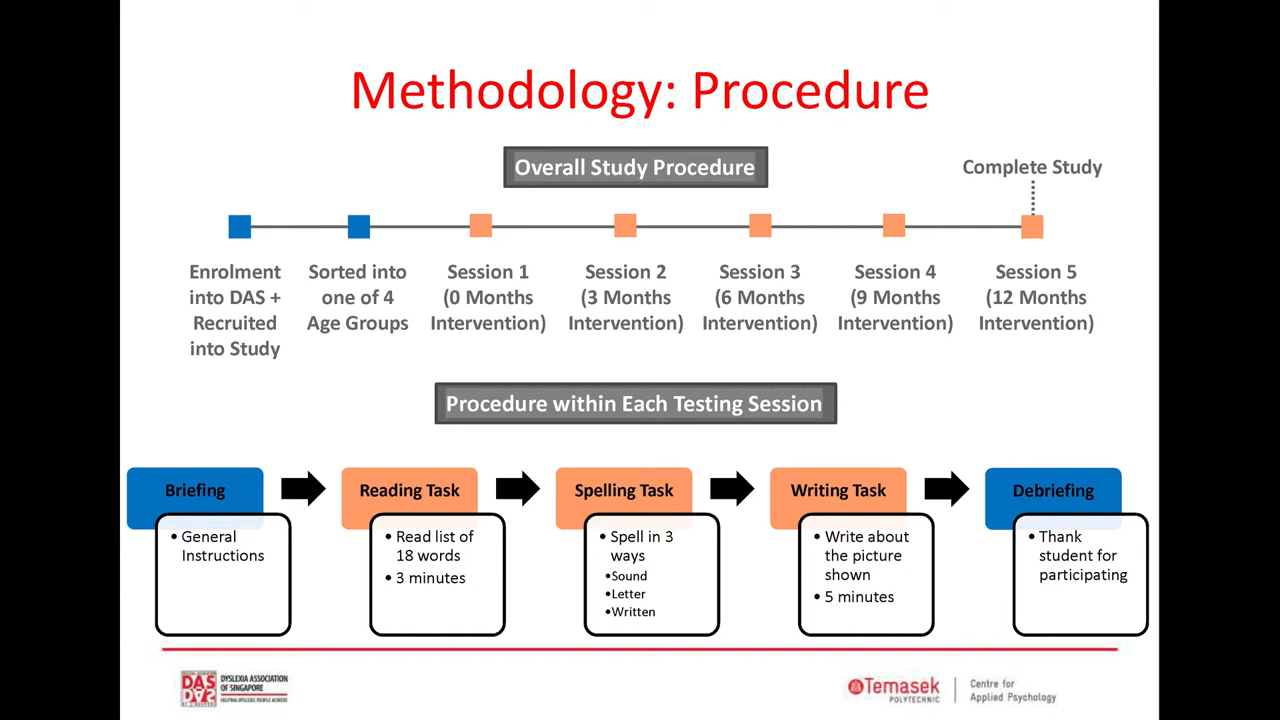 Methodology: Procedure
Overall Study Procedure
Complete Study
Enrolment
into DAS +
Recruited
into Study
Sorted into
one of 4
Age Groups
Session 1
(0 Months
Intervention)
Session 2
(3 Months
Intervention)
Session 3
(6 Months
Intervention)
Session 4
(9 Months
Intervention)
Session 5
(12 Months
Intervention)
Procedure within Each Testing Session
Briefing
• General
Instructions
Reading Task
• Read list of
18 words
• 3 minutes
Spelling Task
• Spell in 3
ways
•Sound
•Letter
•Written
Writing Task
• Write about
the picture
shown
• 5 minutes
Debriefing
• Thank
student for
participating
DAS
DYSLEXIA ASSOCIATION
OF SINGAPORE
HELPING DYSLEXIC PEOPLE ACHIEVE
Temasek
POLYTECHNIC
Centre for
Applied Psychology